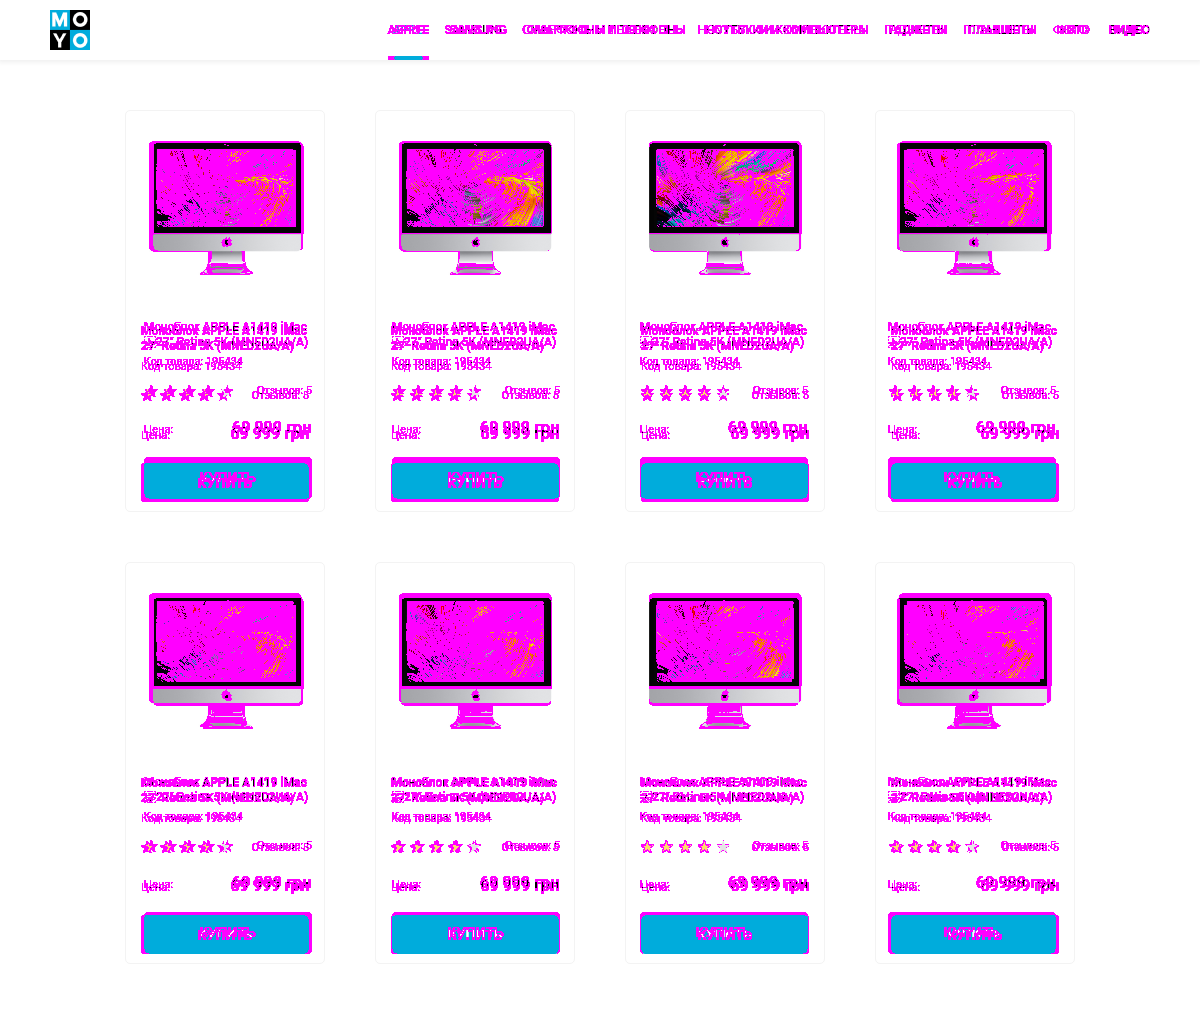 MO
YO
APPLE SAMSUNG СМАРТФОНЫ И ТЕЛЕФОНЫ НОУТБУКИ И КОМПЬЮТЕРЫ ГАДЖЕТЫ ПЛАНШЕТЫ ФОТО ВИДЕО
Моноблок APPLE A1419 iMac Моноблок APPLE A1419 iMac Моноблок APPLE A1419 iMac Моноблок APPLE A1419 iMac
27" Retina 5K (MNED2UA/A) 27" Retina 5K (MNED2UA/A) 27" Retina 5K (MNED2UA/A) 27" Retina 5K (MNED2UA/A)
Код товара: 195434 Код товара: 195434 Код товара: 195434 Код товара: 195434
Отзывов: 5 Отзывов: 5 Отзывов: 5 Отзывов: 5
Цена: 69 999 грн Цена: 69 999 грн Цена: 69 999 грн Цена: 69 999 грн
КУПИТЬ КУПИТЬ КУПИТЬ КУПИТЬ
Моноблок APPLE A1419 iMac Моноблок APPLE A1419 iMac Моноблок APPLE A1419 iMac Моноблок APPLE A1419 iMac
27" Retina 5K (MNED2UA/A) 27" Retina 5K (MNED2UA/A) 27" Retina 5K (MNED2UA/A) 27" Retina 5K (MNED2UA/A)
Код товара: 195434 Код товара: 195434 Код товара: 195434 Код товара: 195434
Отзывов: 5 Отзывов: 5 Отзывов: 5 Отзывов: 5
Цена: 69 999 грн Цена: 69 999 грн Цена: 69 999 грн Цена: 69 999 грн
КУПИТЬ КУПИТЬ КУПИТЬ КУПИТЬ